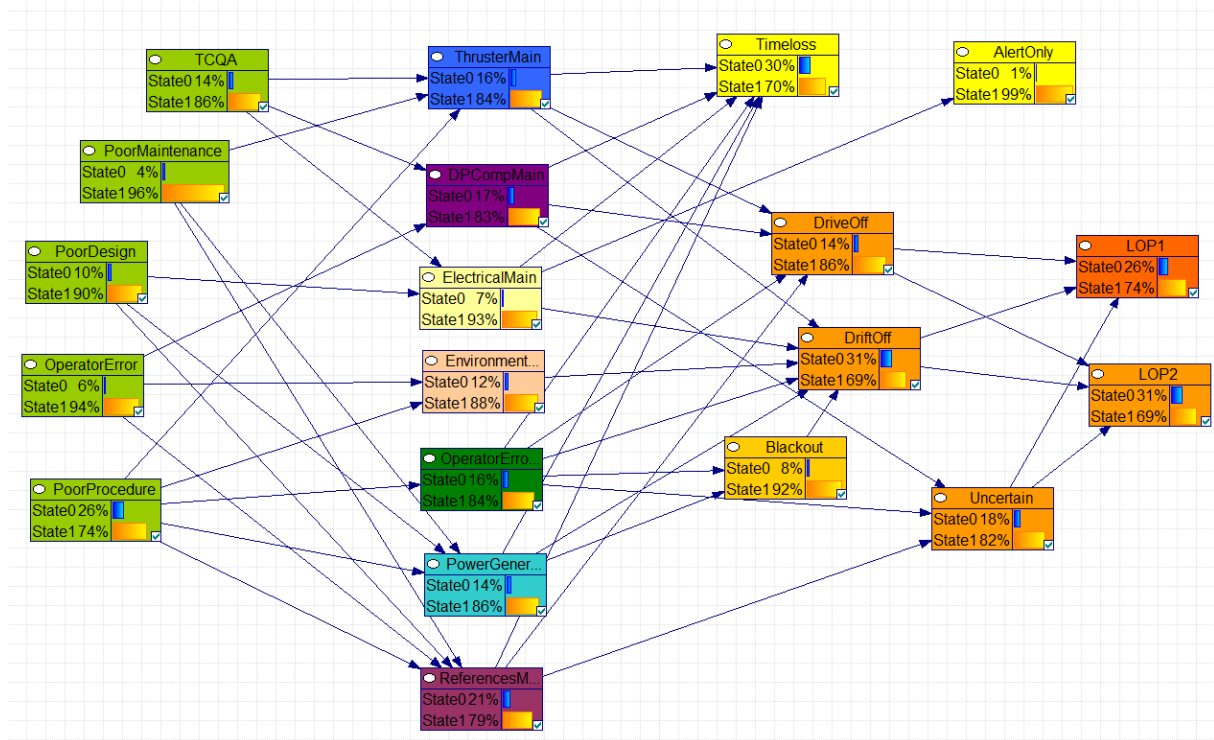 TCQA
State0 14%
State1 86%
ThrusterMain
State0 16%
State1 84%
Timeloss
State0 30%
State1 70%
AlertOnly
State0 1%
State1 99%
PoorMaintenance
State0 4%
State1 96%
DPCompMain
State0 17%
State1 83%
PoorDesign
State0 10%
State1 90%
ElectricalMain
State0 7%
State1 93%
DriveOff
State0 14%
State1 86%
LOP1
State0 26%
State1 74%
OperatorError
State0 6%
State1 94%
Environment...
State0 12%
State1 88%
DriftOff
State0 31%
State1 69%
LOP2
State0 31%
State1 69%
PoorProcedure
State0 26%
State1 74%
OperatorErro...
State0 16%
State1 84%
Blackout
State0 8%
State1 92%
Uncertain
State0 18%
State1 82%
PowerGener...
State0 14%
State1 86%
ReferencesM...
State0 21%
State1 79%